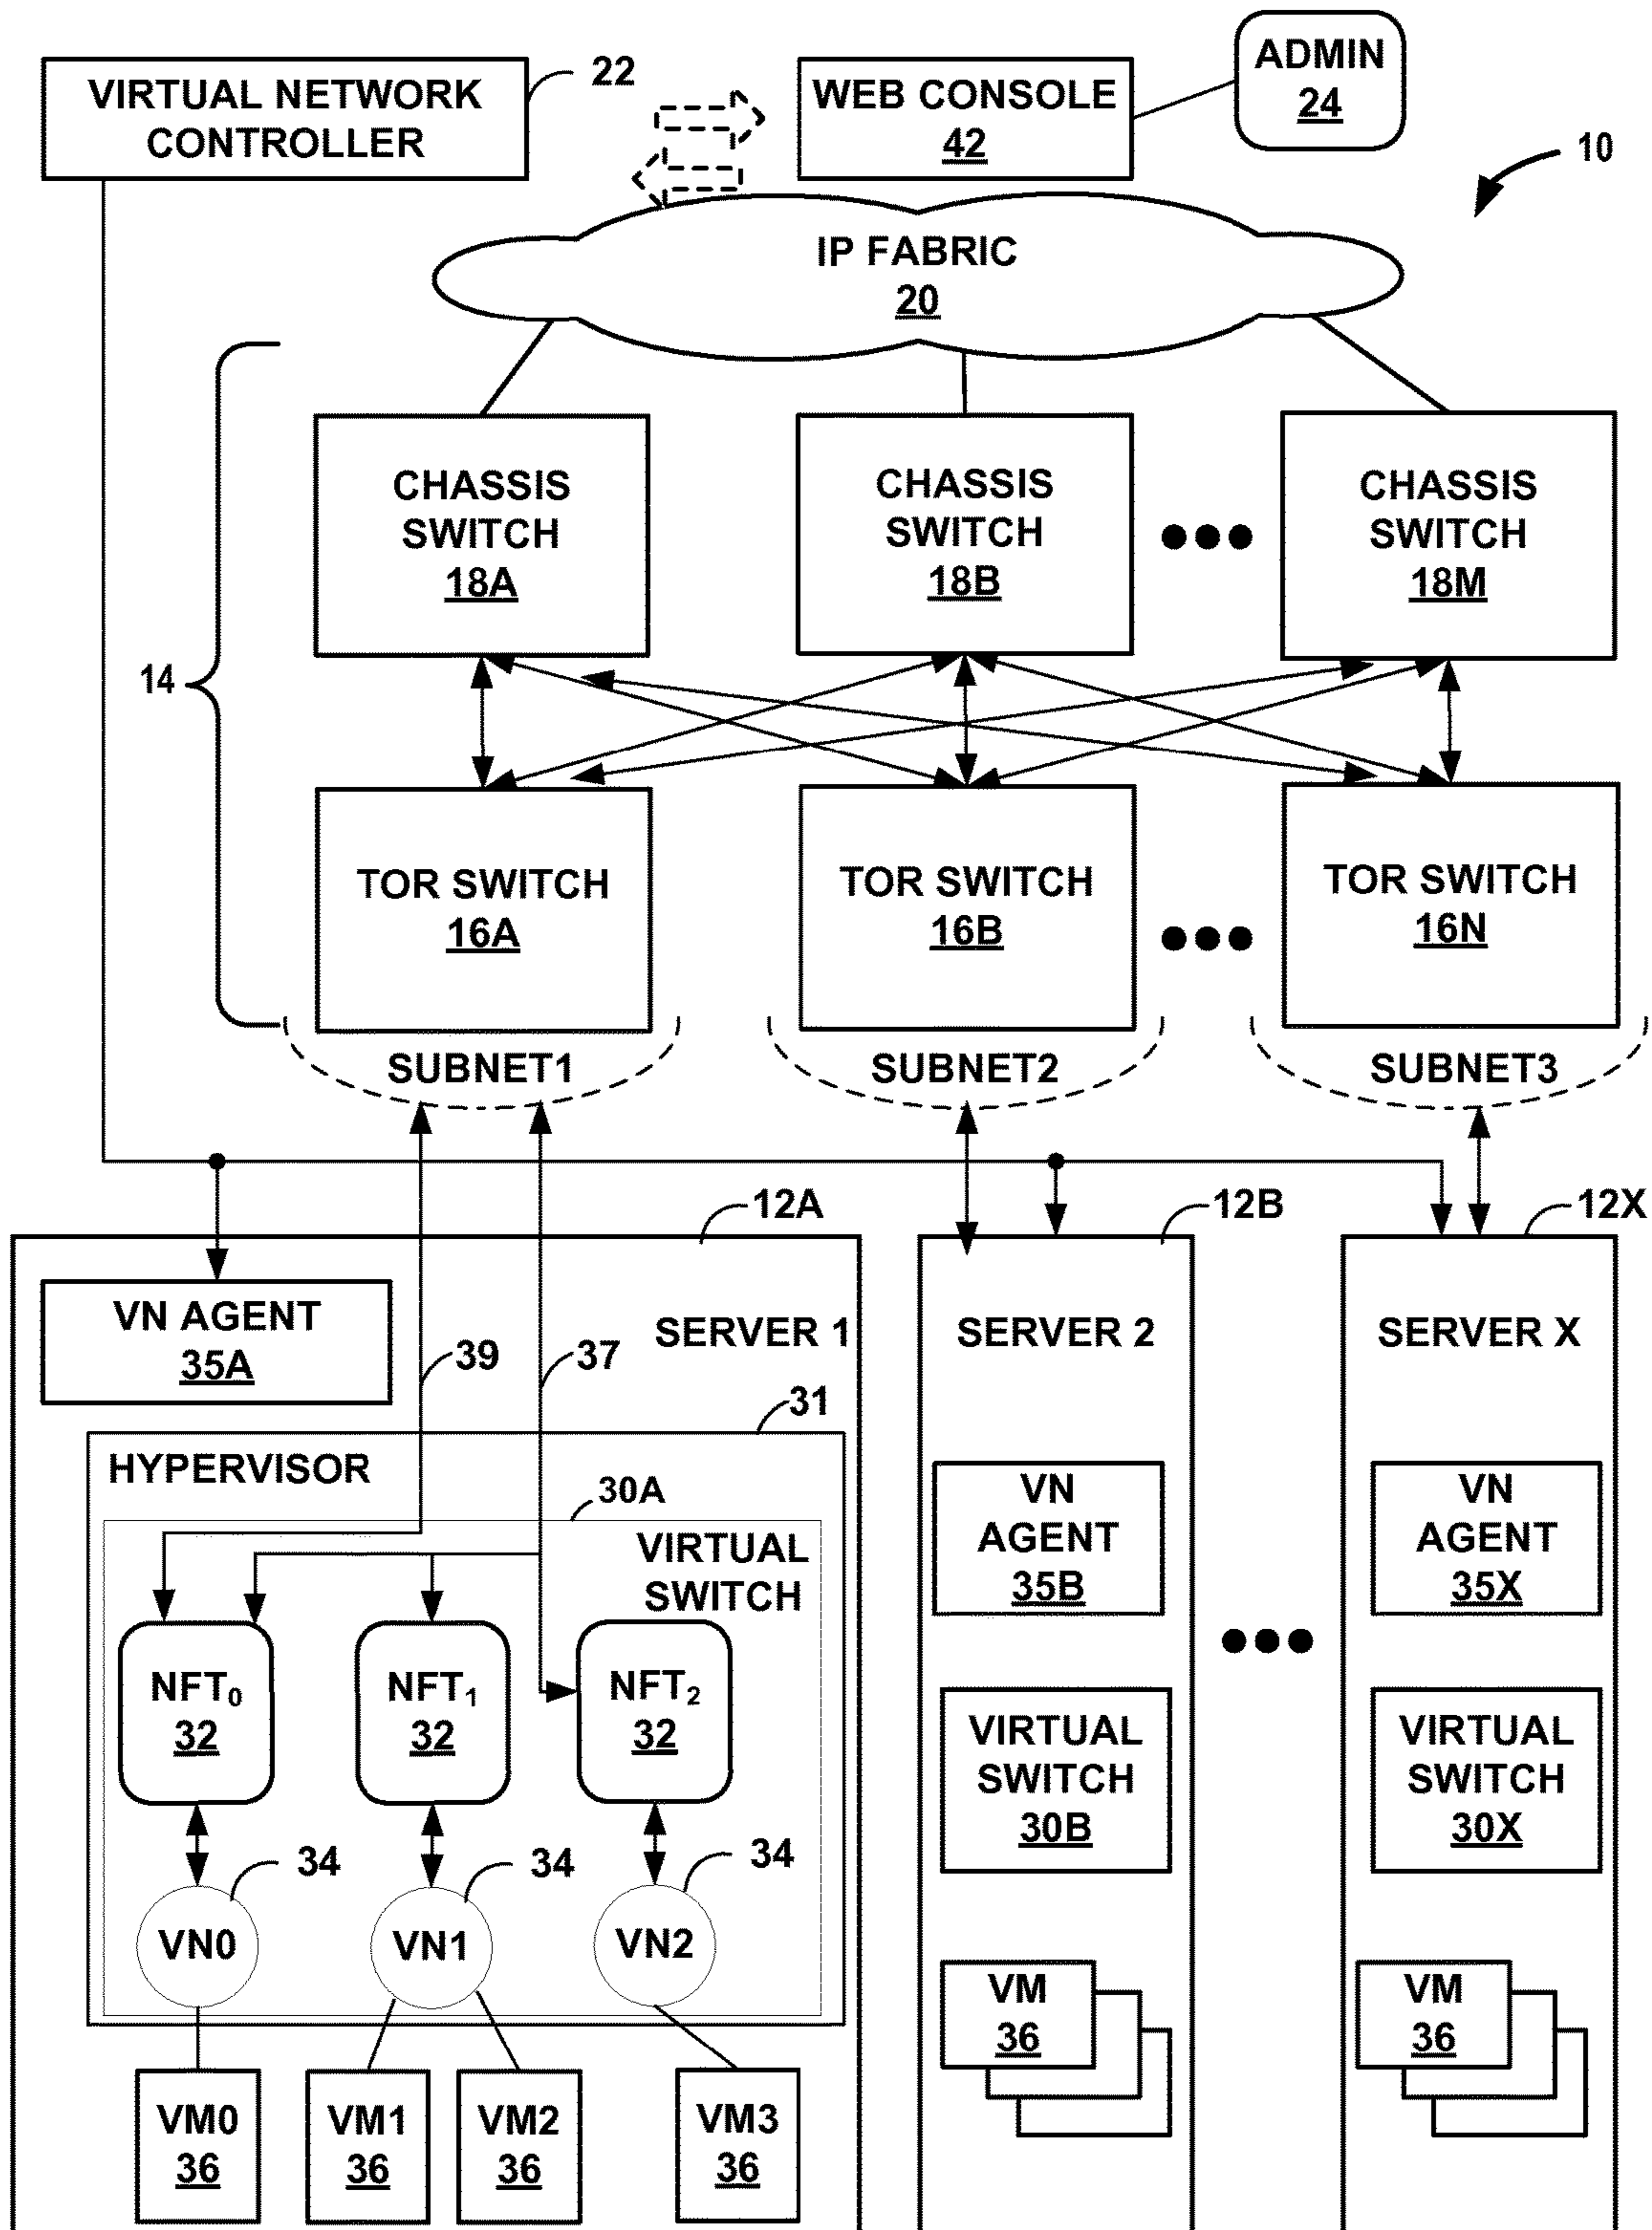 VIRTUAL NETWORK
CONTROLLER
22
WEB CONSOLE
42
ADMIN
24
10
IP FABRIC
20
14
CHASSIS
SWITCH
18A
CHASSIS
SWITCH
18B
CHASSIS
SWITCH
18M
TOR SWITCH
16A
TOR SWITCH
16B
TOR SWITCH
16N
SUBNET1
SUBNET2
SUBNET3
12A
12B
12X
VN AGENT
35A
SERVER 1
39
37
31
HYPERVISOR
30A
VIRTUAL
SWITCH
NFT₀
32
NFT₁
32
NFT₂
32
34
34
34
VN0
VN1
VN2
VM0
36
VM1
36
VM2
36
VM3
36
SERVER 2
VN
AGENT
35B
VIRTUAL
SWITCH
30B
VM
36
SERVER X
VN
AGENT
35X
VIRTUAL
SWITCH
30X
VM
36